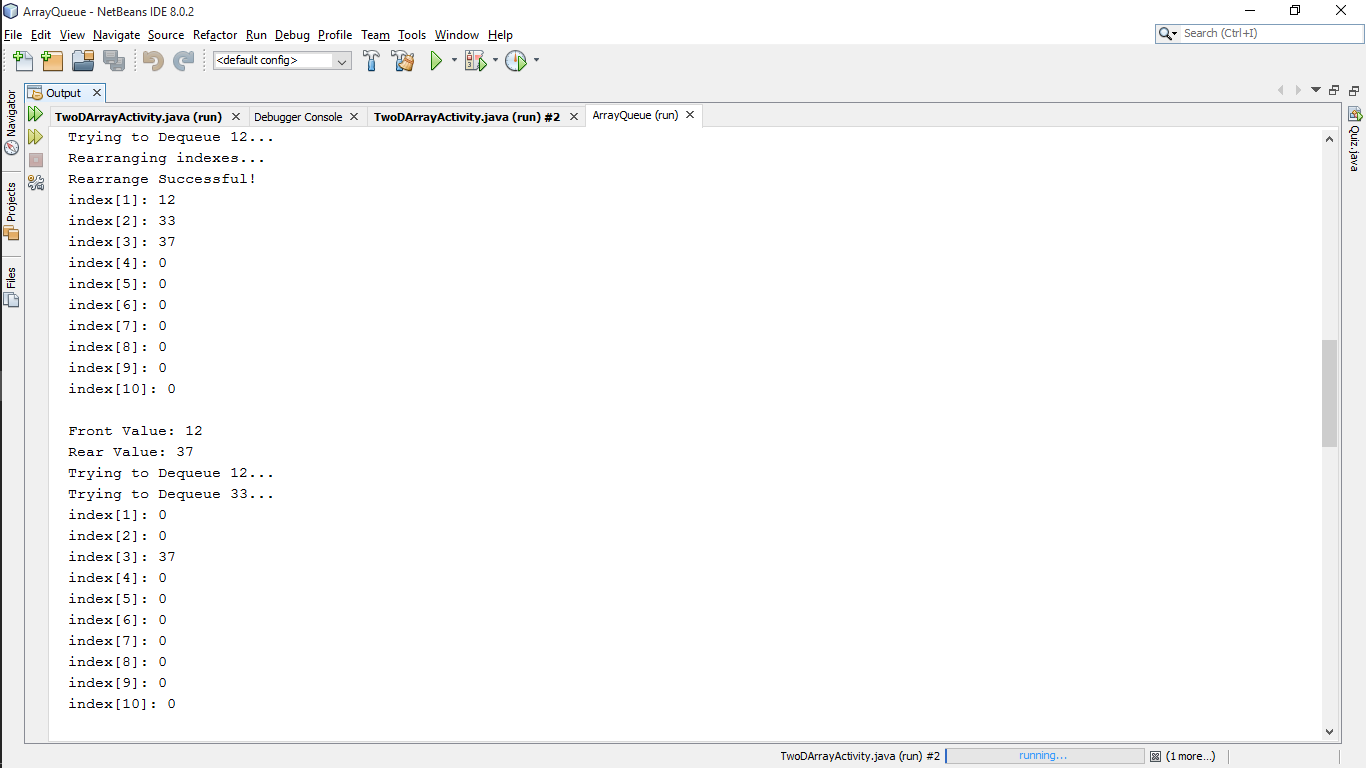 ArrayQueue - NetBeans IDE 8.0.2
File Edit View Navigate Source Refactor Run Debug Profile Team Tools Window Help
Search (Ctrl+I)
<default config>
Output
Navigator
Projects
Files
TwoDArrayActivity.java (run) Debugger Console TwoDArrayActivity.java (run) #2 ArrayQueue (run)
Quiz.java
Trying to Dequeue 12...
Rearranging indexes...
Rearrange Successful!
index[1]: 12
index[2]: 33
index[3]: 37
index[4]: 0
index[5]: 0
index[6]: 0
index[7]: 0
index[8]: 0
index[9]: 0
index[10]: 0
Front Value: 12
Rear Value: 37
Trying to Dequeue 12...
Trying to Dequeue 33...
index[1]: 0
index[2]: 0
index[3]: 37
index[4]: 0
index[5]: 0
index[6]: 0
index[7]: 0
index[8]: 0
index[9]: 0
index[10]: 0
TwoDArrayActivity.java (run) #2 running... (1 more...)